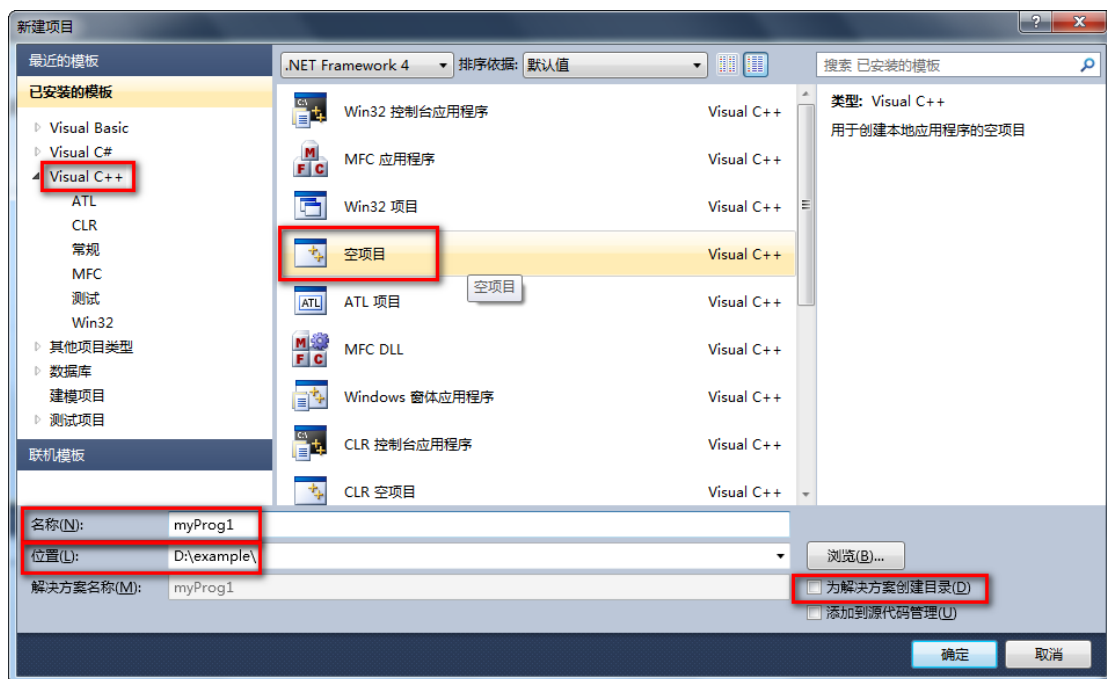 新建项目
最近的模板
已安装的模板
Visual Basic
Visual C#
Visual C++
ATL
CLR
常规
MFC
测试
Win32
其他项目类型
数据库
建模项目
测试项目
联机模板
.NET Framework 4 排序依据: 默认值
Win32 控制台应用程序 Visual C++
MFC 应用程序 Visual C++
Win32 项目 Visual C++
空项目 Visual C++
空项目
ATL 项目 Visual C++
MFC DLL Visual C++
Windows 窗体应用程序 Visual C++
CLR 控制台应用程序 Visual C++
CLR 空项目 Visual C++
搜索 已安装的模板
类型: Visual C++
用于创建本地应用程序的空项目
名称(N): myProg1
位置(L): D:\example\ 浏览(B)...
解决方案名称(M): myProg1 为解决方案创建目录(D)
添加到源代码管理(U)
确定 取消